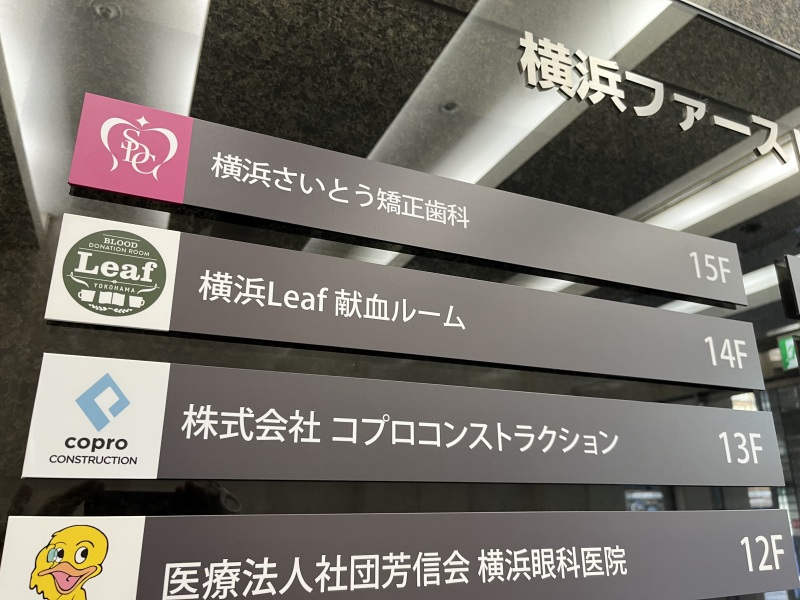 横浜ファース
SDC
横浜さいとう矯正歯科
15F
BLOOD
DONATION ROOM
Leaf
YOKOHAMA
横浜Leaf 献血ルーム
14F
copro
CONSTRUCTION
株式会社 コプロコンストラクション
13F
医療法人社団芳信会 横浜眼科医院
12F